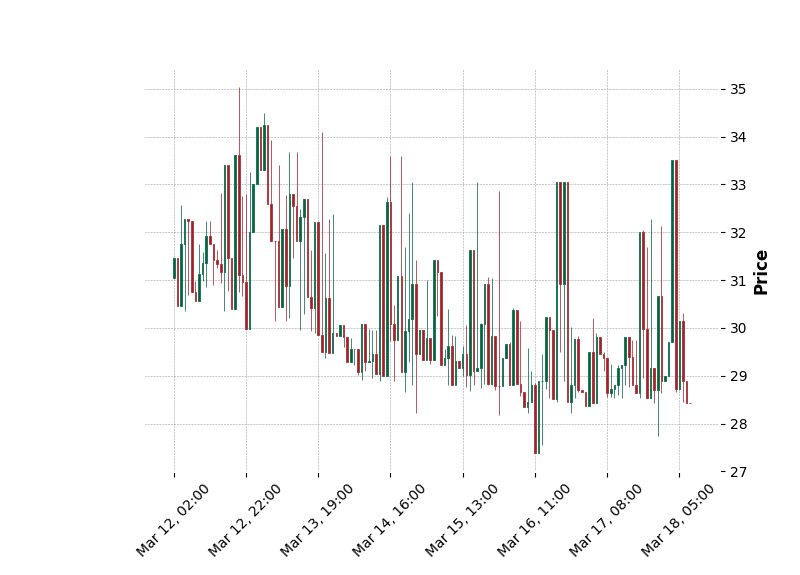 35
34
33
32
31
30
29
28
27
Price
Mar 12, 02:00
Mar 12, 22:00
Mar 13, 19:00
Mar 14, 16:00
Mar 15, 13:00
Mar 16, 11:00
Mar 17, 08:00
Mar 18, 05:00